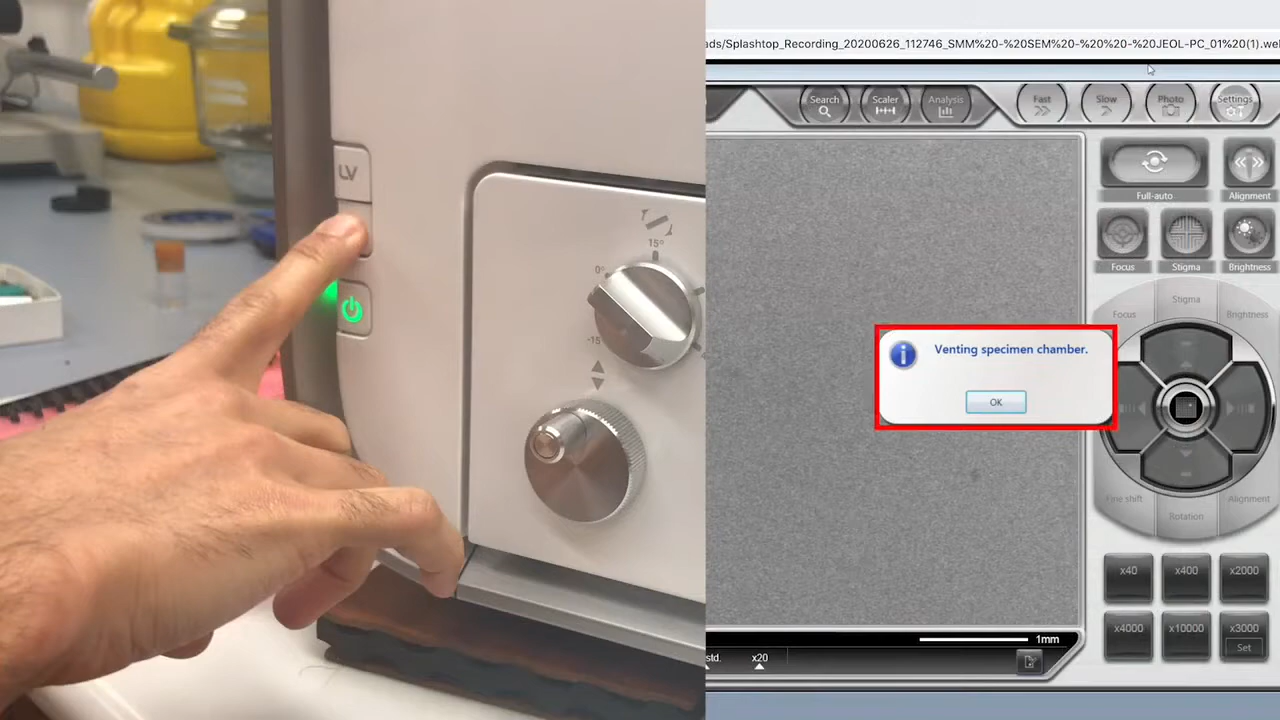 LV
15°
0°
-15
ads/Splashtop_Recording_20200626_112746_SMM%20-%20SEM%20-%20%20-%20JEOL-PC_01%20(1).we
Search
Scaler
Analysis
Fast
Slow
Photo
Settings
Full-auto
Alignment
Focus
Stigma
Brightness
Stigma
Focus
Brightness
Venting specimen chamber.
OK
Fine shift
Alignment
Rotation
x40
x400
x2000
x4000
x10000
x3000
Set
1mm
std.
x20